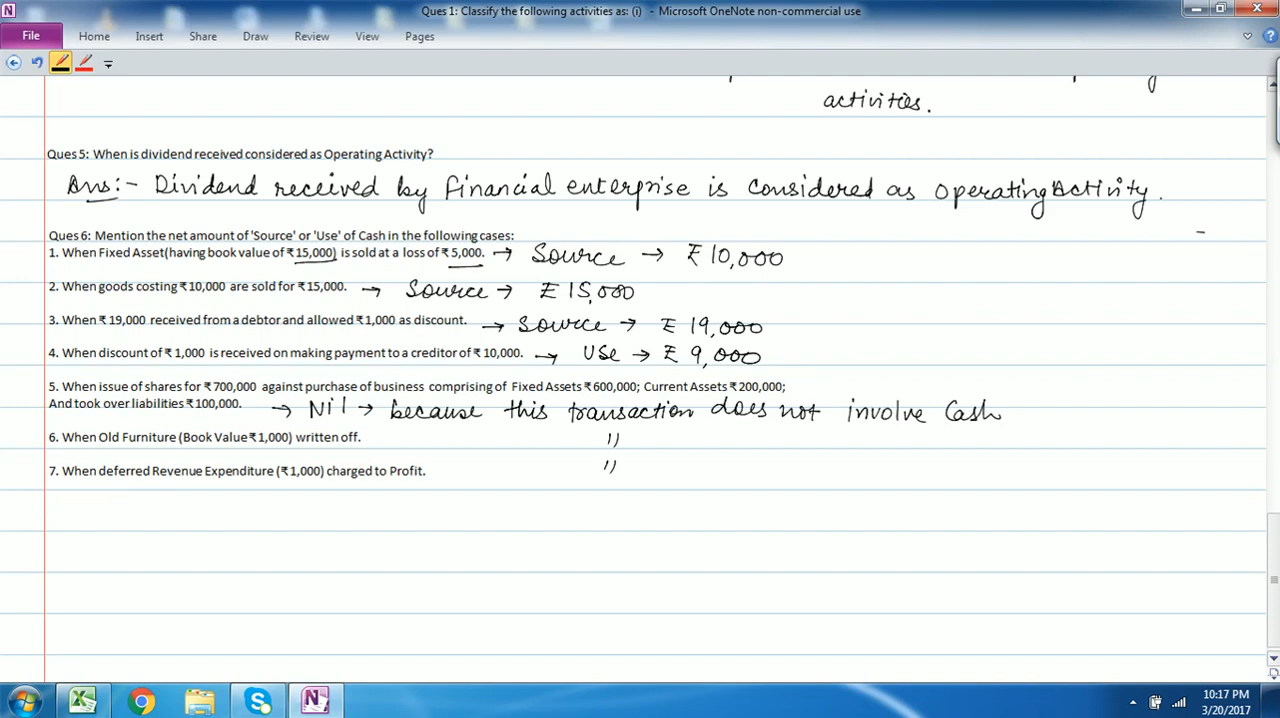 Ques 1: Classify the following activities as: (i) - Microsoft OneNote non-commercial use
File Home Insert Share Draw Review View Pages
activities.
Ques 5: When is dividend received considered as Operating Activity?
Ans:- Dividend received by Financial enterprise is considered as Operating Activity.
Ques 6: Mention the net amount of 'Source' or 'Use' of Cash in the following cases:
1. When Fixed Asset(having book value of ₹ 15,000) is sold at a loss of ₹ 5,000. → Source → ₹ 10,000
2. When goods costing ₹ 10,000 are sold for ₹ 15,000. → Source → ₹ 15,000
3. When ₹ 19,000 received from a debtor and allowed ₹ 1,000 as discount. → Source → ₹ 19,000
4. When discount of ₹ 1,000 is received on making payment to a creditor of ₹ 10,000. → Use → ₹ 9,000
5. When issue of shares for ₹ 700,000 against purchase of business comprising of Fixed Assets ₹ 600,000; Current Assets ₹ 200,000;
And took over liabilities ₹ 100,000. → Nil → because this transaction does not involve Cash
6. When Old Furniture (Book Value ₹ 1,000) written off. "
7. When deferred Revenue Expenditure (₹ 1,000) charged to Profit. "
10:17 PM
3/20/2017